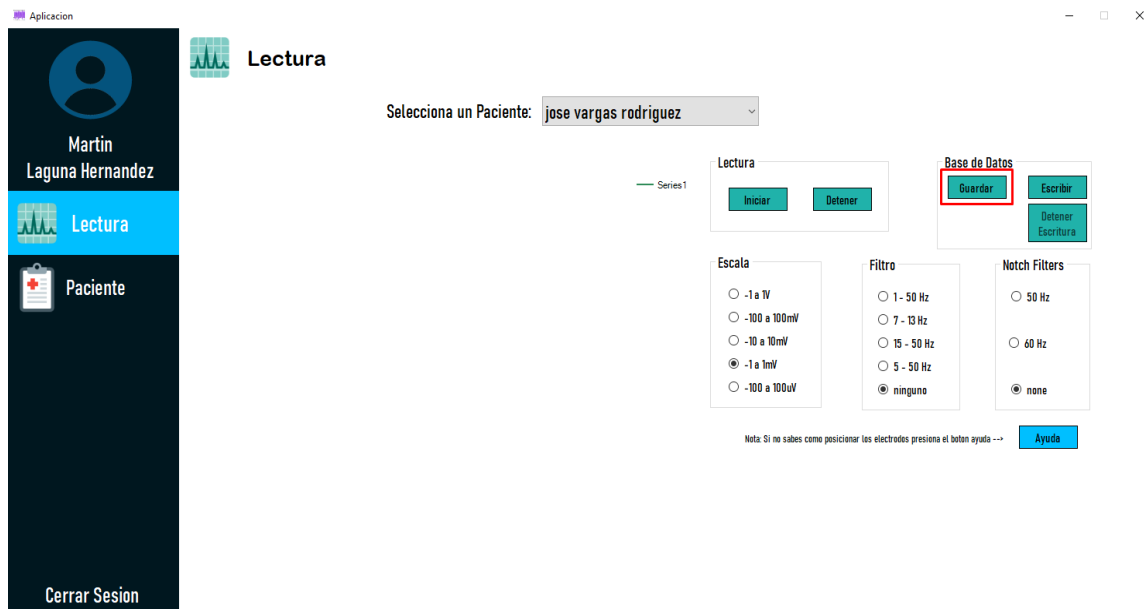 Aplicacion
Martin
Laguna Hernandez
Lectura
Paciente
Cerrar Sesion
Lectura
Selecciona un Paciente: jose vargas rodriguez
Series1
Lectura
Iniciar Detener
Base de Datos
Guardar Escribir
Detener
Escritura
Escala
-1 a 1V
-100 a 100mV
-10 a 10mV
-1 a 1mV
-100 a 100uV
Filtro
1 - 50 Hz
7 - 13 Hz
15 - 50 Hz
5 - 50 Hz
ninguno
Notch Filters
50 Hz
60 Hz
none
Nota: Si no sabes como posicionar los electrodos presiona el boton ayuda --> Ayuda